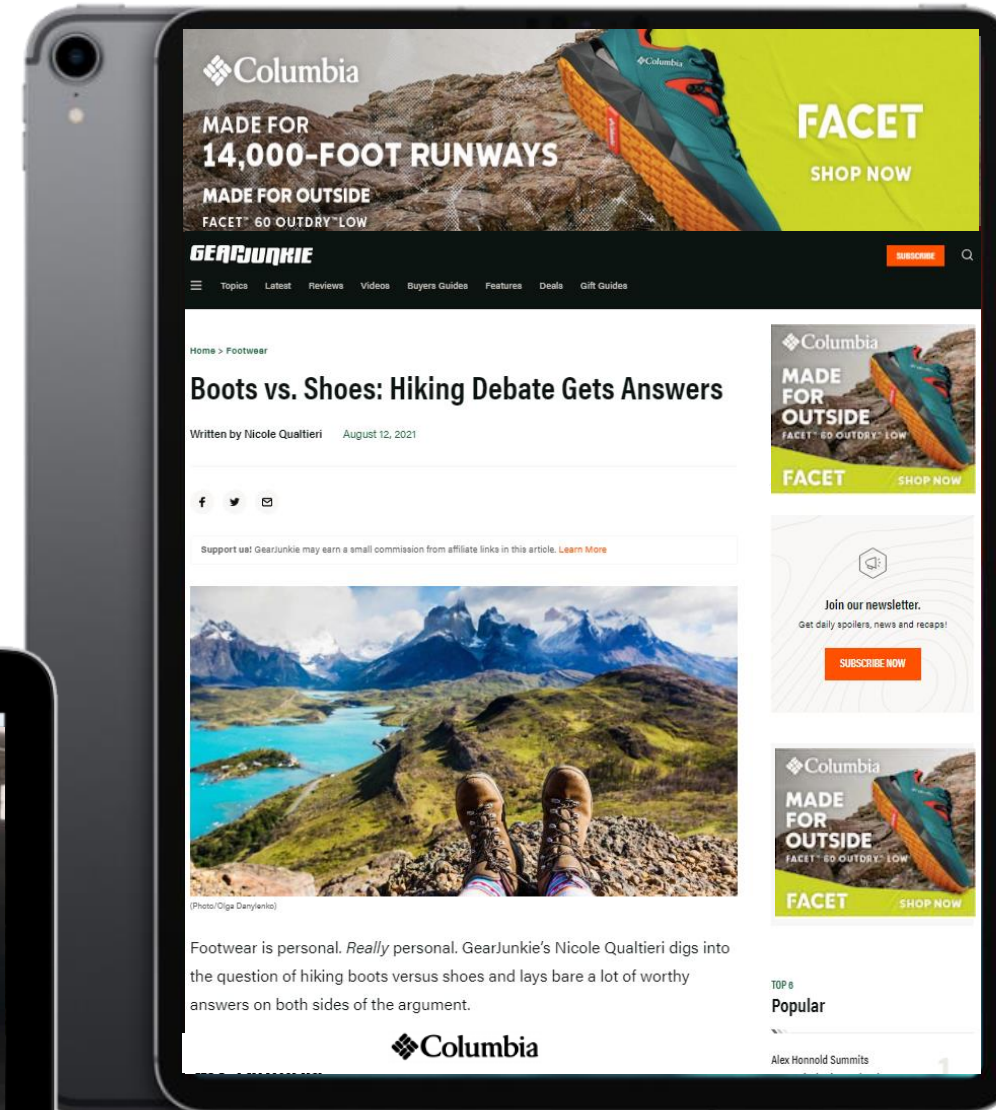 Columbia
MADE FOR
14,000-FOOT RUNWAYS
MADE FOR OUTSIDE
FACET™ 60 OUTDRY™ LOW
Columbia
FACET
SHOP NOW
GEARJUNKIE
SUBSCRIBE
Topics Latest Reviews Videos Buyers Guides Features Deals Gift Guides
Home > Footwear
Boots vs. Shoes: Hiking Debate Gets Answers
Written by Nicole Qualtieri August 12, 2021
Support us! GearJunkie may earn a small commission from affiliate links in this article. Learn More
(Photo/Olga Danylenko)
Footwear is personal. Really personal. GearJunkie's Nicole Qualtieri digs into
the question of hiking boots versus shoes and lays bare a lot of worthy
answers on both sides of the argument.
Columbia
Columbia
MADE
FOR
OUTSIDE
FACET™ 60 OUTDRY™ LOW
FACET SHOP NOW
Join our newsletter.
Get daily spoilers, news and recaps!
SUBSCRIBE NOW
Columbia
MADE
FOR
OUTSIDE
FACET™ 60 OUTDRY™ LOW
FACET SHOP NOW
TOP 6
Popular
Alex Honnold Summits
1